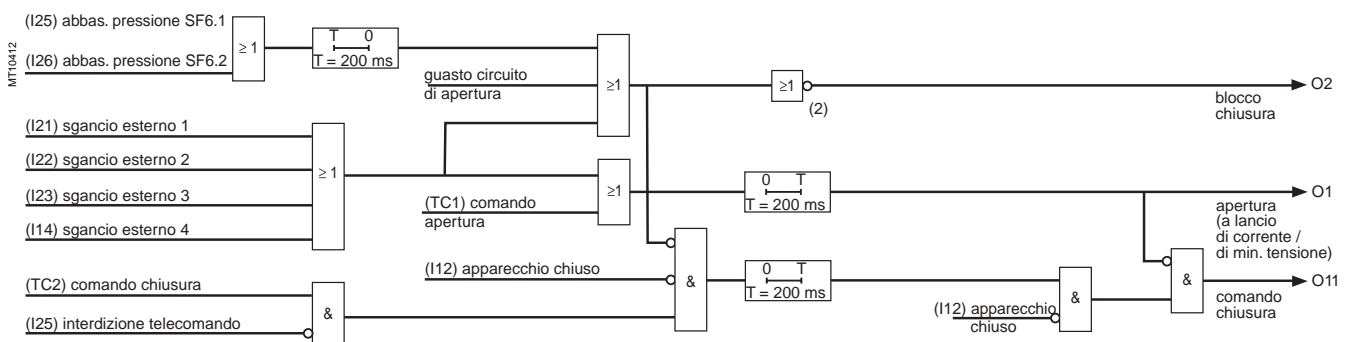 (I25) abbas. pressione SF6.1
≥ 1
T 0
T = 200 ms
MT10412
(I26) abbas. pressione SF6.2
guasto circuito
di apertura
≥1
≥1
(2)
O2
blocco
chiusura
(I21) sgancio esterno 1
(I22) sgancio esterno 2
≥ 1
(I23) sgancio esterno 3
(I14) sgancio esterno 4
(TC1) comando
apertura
≥1
0 T
T = 200 ms
O1
apertura
(a lancio
di corrente /
di min. tensione)
(I12) apparecchio chiuso
&
0 T
T = 200 ms
(TC2) comando chiusura
(I25) interdizione telecomando
&
(I12) apparecchio
chiuso
&
&
O11
comando
chiusura